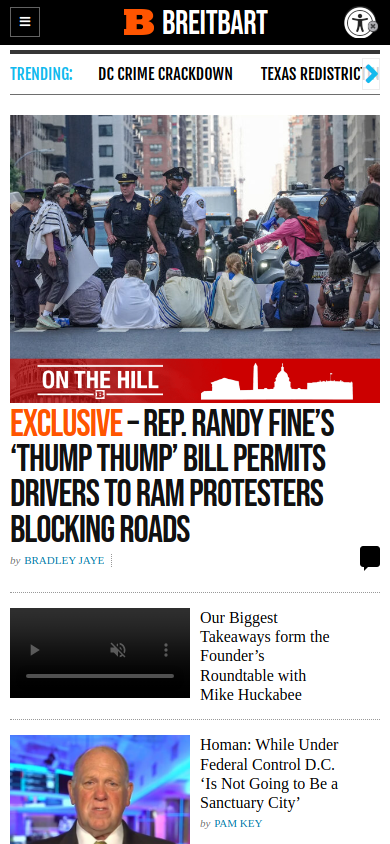 B BREITBART
TRENDING:
DC CRIME CRACKDOWN
TEXAS REDISTRICT
ON THE HILL
B
EXCLUSIVE – REP. RANDY FINE’S
‘THUMP THUMP’ BILL PERMITS
DRIVERS TO RAM PROTESTERS
BLOCKING ROADS
by BRADLEY JAYE
Our Biggest
Takeaways form the
Founder’s
Roundtable with
Mike Huckabee
Homan: While Under
Federal Control D.C.
‘Is Not Going to Be a
Sanctuary City’
by PAM KEY